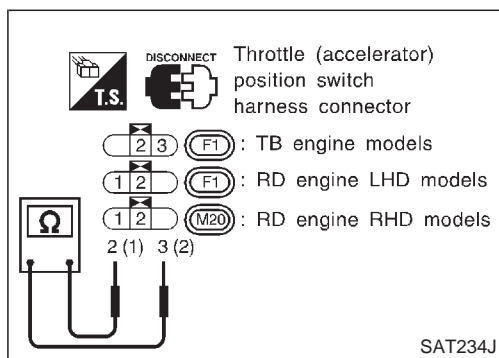 DISCONNECT
T.S.
Throttle (accelerator)
position switch
harness connector
2 3 F1 : TB engine models
1 2 F1 : RD engine LHD models
1 2 M20 : RD engine RHD models
Ω
2 (1) 3 (2)
SAT234J